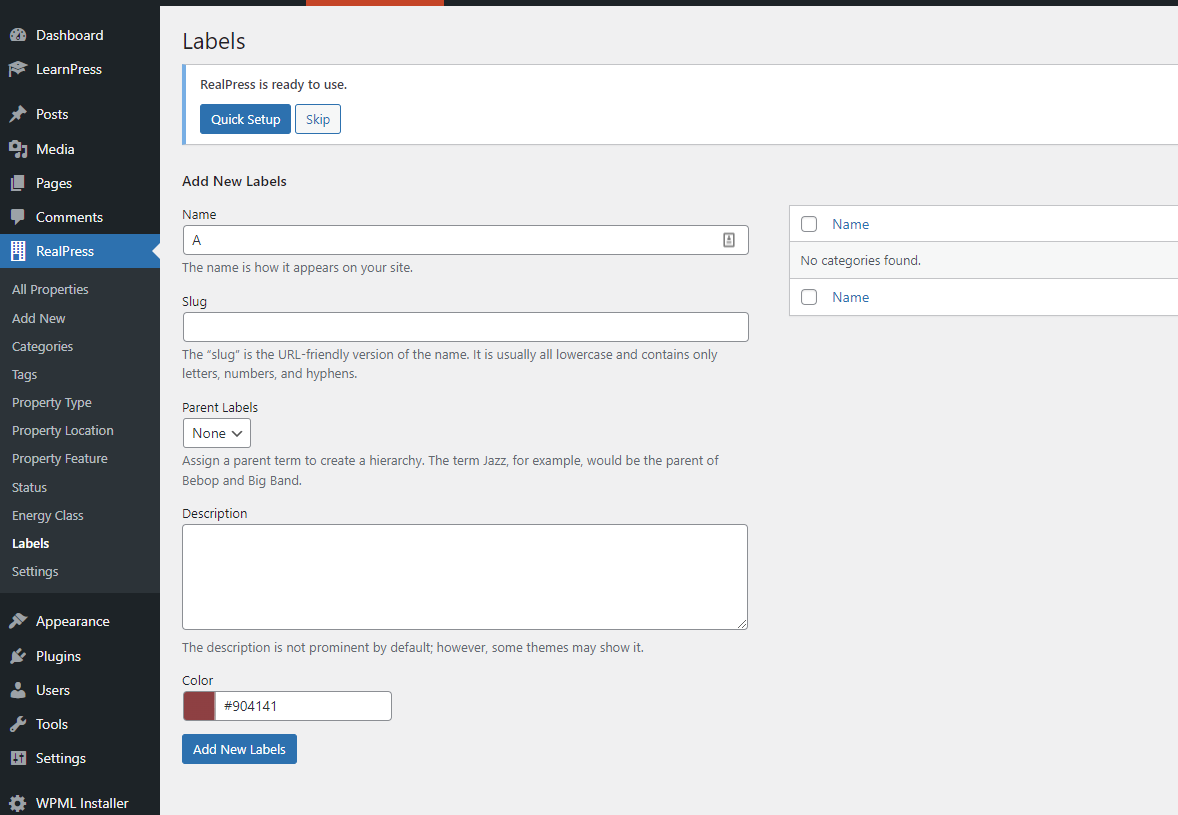 Dashboard
LearnPress
Posts
Media
Pages
Comments
RealPress
All Properties
Add New
Categories
Tags
Property Type
Property Location
Property Feature
Status
Energy Class
Labels
Settings
Appearance
Plugins
Users
Tools
Settings
WPML Installer
Labels
RealPress is ready to use.
Quick Setup Skip
Add New Labels
Name
A
The name is how it appears on your site.
Slug
The “slug” is the URL-friendly version of the name. It is usually all lowercase and contains only
letters, numbers, and hyphens.
Parent Labels
None
Assign a parent term to create a hierarchy. The term Jazz, for example, would be the parent of
Bebop and Big Band.
Description
The description is not prominent by default; however, some themes may show it.
Color
#904141
Add New Labels
Name
No categories found.
Name